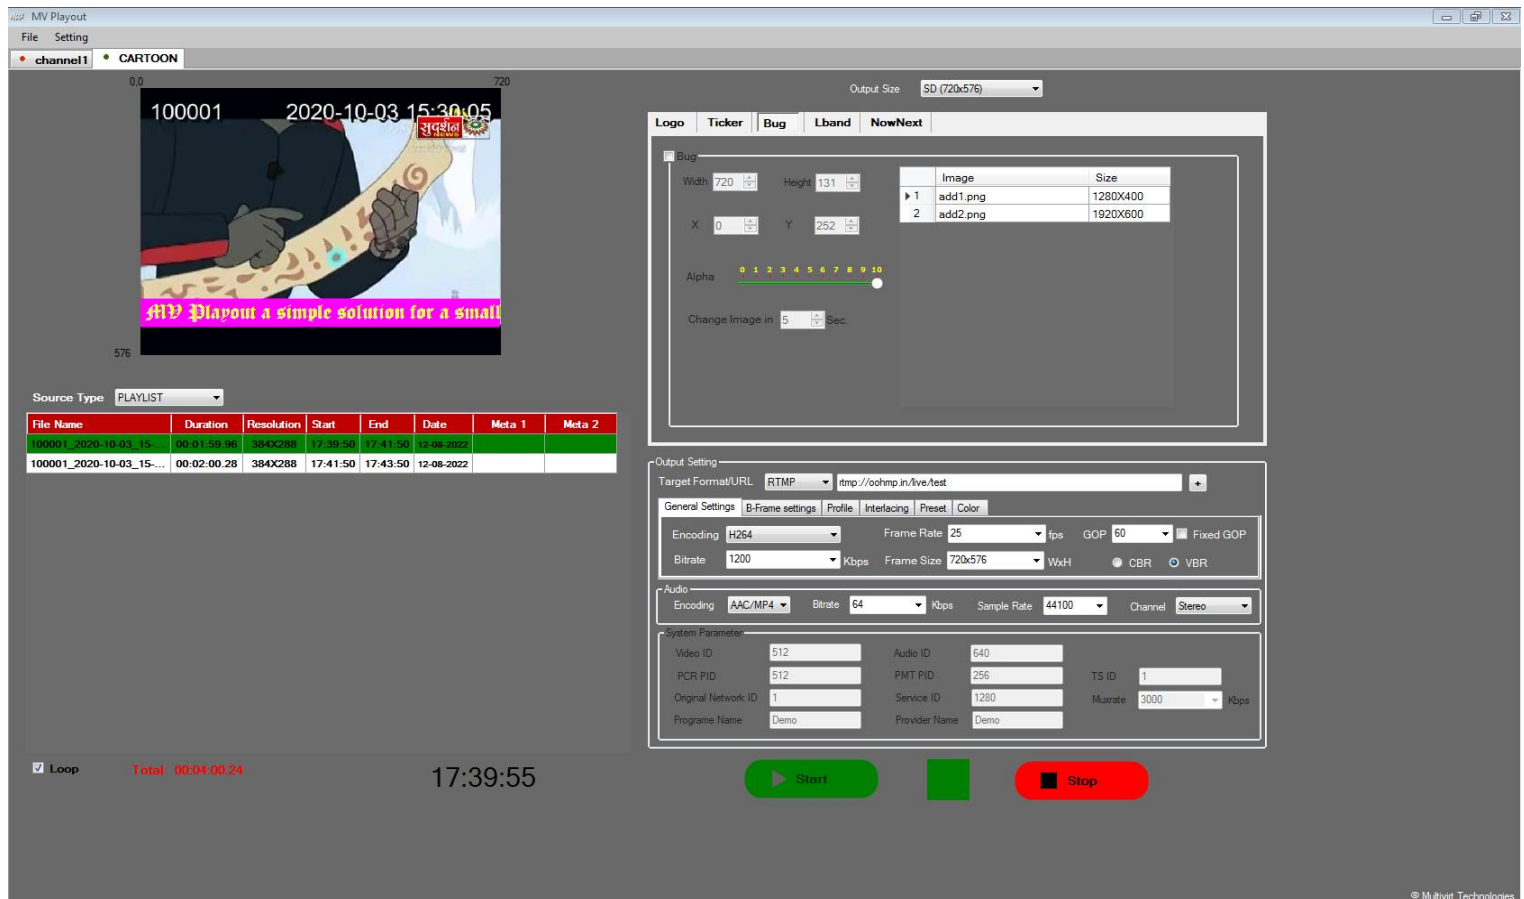 MV Playout
File Setting
channel1 CARTOON
0,0 720
Output Size SD (720x576)
100001 2020-10-03 15:30:05
सुदर्शन
NEWS
MV Playout a simple solution for a small
576
Logo Ticker Bug Lband NowNext
Bug
Width 720 Height 131
X 0 Y 252
Alpha 0 1 2 3 4 5 6 7 8 9 10
Change Image in 5 Sec.
Image Size
1 add1.png 1280X400
2 add2.png 1920X600
Source Type PLAYLIST
File Name Duration Resolution Start End Date Meta 1 Meta 2
100001_2020-10-03_15-... 00:01:59.96 384X288 17:39:50 17:41:50 12-08-2022
100001_2020-10-03_15-... 00:02:00.28 384X288 17:41:50 17:43:50 12-08-2022
Output Setting
Target Format/URL RTMP rtmp://oohmp.in/live/test +
General Settings B-Frame settings Profile Interlacing Preset Color
Encoding H264 Frame Rate 25 fps GOP 60 Fixed GOP
Bitrate 1200 Kbps Frame Size 720x576 WxH CBR VBR
Audio
Encoding AAC/MP4 Bitrate 64 Kbps Sample Rate 44100 Channel Stereo
System Parameter
Video ID 512 Audio ID 640
PCR PID 512 PMT PID 256 TS ID 1
Original Network ID 1 Service ID 1280 Muxrate 3000 Kbps
Programe Name Demo Provider Name Demo
Loop Total 00:04:00.24 17:39:55 Start Stop
© Multivirt Technologies